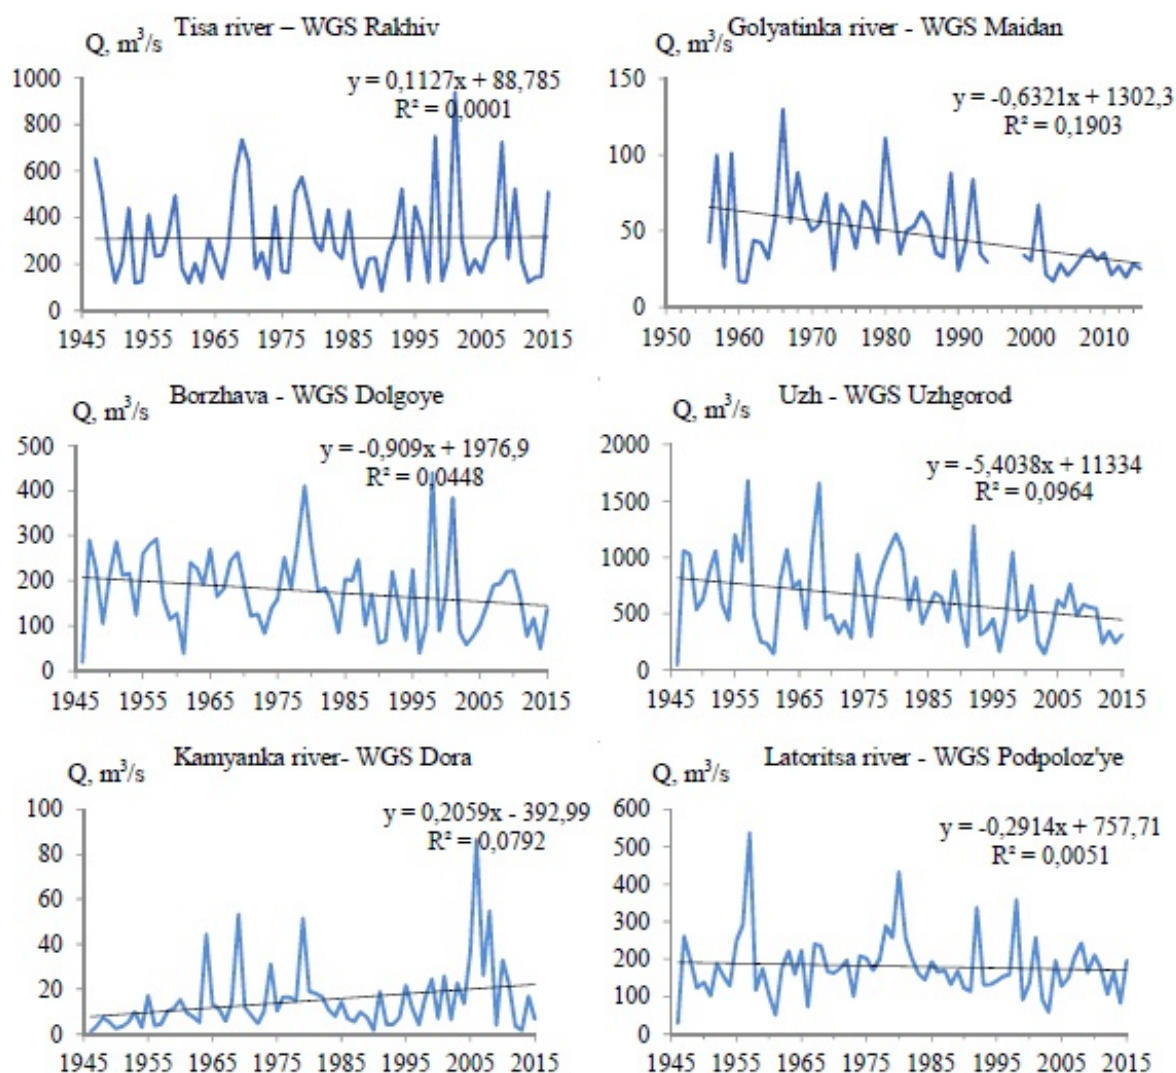 Tisa river – WGS Rakhiv
Q, m³/s
y = 0,1127x + 88,785
R² = 0,0001
1000
800
600
400
200
0
1945 1955 1965 1975 1985 1995 2005 2015
Golyatinka river - WGS Maidan
Q, m³/s
y = -0,6321x + 1302,3
R² = 0,1903
150
100
50
0
1950 1960 1970 1980 1990 2000 2010
Borzhava - WGS Dolgoye
Q, m³/s
y = -0,909x + 1976,9
R² = 0,0448
500
400
300
200
100
0
1945 1955 1965 1975 1985 1995 2005 2015
Uzh - WGS Uzhgorod
Q, m³/s
y = -5,4038x + 11334
R² = 0,0964
2000
1500
1000
500
0
1945 1955 1965 1975 1985 1995 2005 2015
Kamyanka river- WGS Dora
Q, m³/s
y = 0,2059x - 392,99
R² = 0,0792
100
80
60
40
20
0
1945 1955 1965 1975 1985 1995 2005 2015
Latoritsa river - WGS Podpoloz'ye
Q, m³/s
y = -0,2914x + 757,71
R² = 0,0051
600
500
400
300
200
100
0
1945 1955 1965 1975 1985 1995 2005 2015